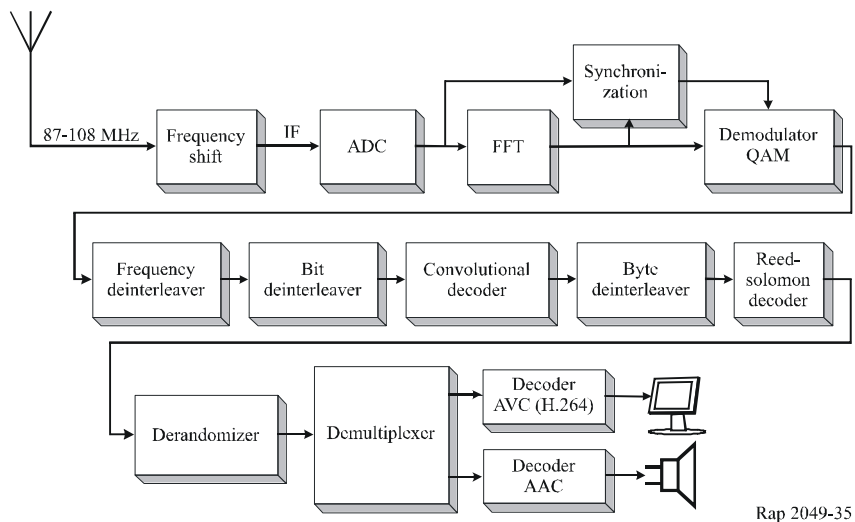 87-108 MHz
Frequency
shift
IF
ADC
FFT
Synchroni-
zation
Demodulator
QAM
Frequency
deinterleaver
Bit
deinterleaver
Convolutional
decoder
Byte
deinterleaver
Reed-
solomon
decoder
Derandomizer
Demultiplexer
Decoder
AVC (H.264)
Decoder
AAC
Rap 2049-35